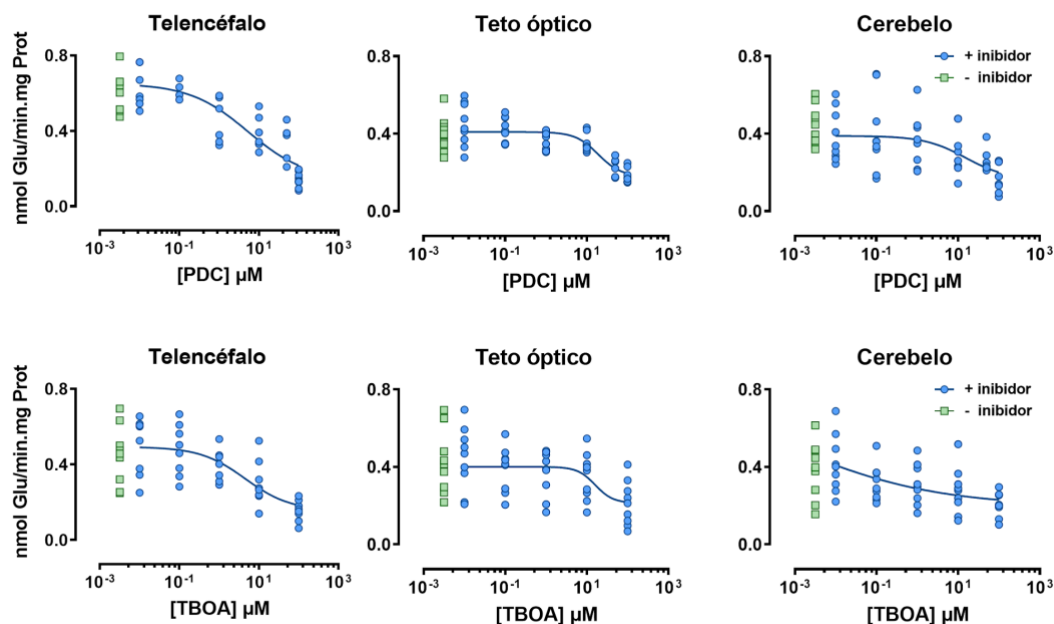 Telencéfalo
nmol Glu/min.mg Prot
0.8
0.4
0.0
10⁻³ 10⁻¹ 10¹ 10³
[PDC] µM
Teto óptico
0.8
0.4
0.0
10⁻³ 10⁻¹ 10¹ 10³
[PDC] µM
Cerebelo
+ inibidor
- inibidor
0.8
0.4
0.0
10⁻³ 10⁻¹ 10¹ 10³
[PDC] µM
Telencéfalo
nmol Glu/min.mg Prot
0.8
0.4
0.0
10⁻³ 10⁻¹ 10¹ 10³
[TBOA] µM
Teto óptico
0.8
0.4
0.0
10⁻³ 10⁻¹ 10¹ 10³
[TBOA] µM
Cerebelo
+ inibidor
- inibidor
0.8
0.4
0.0
10⁻³ 10⁻¹ 10¹ 10³
[TBOA] µM